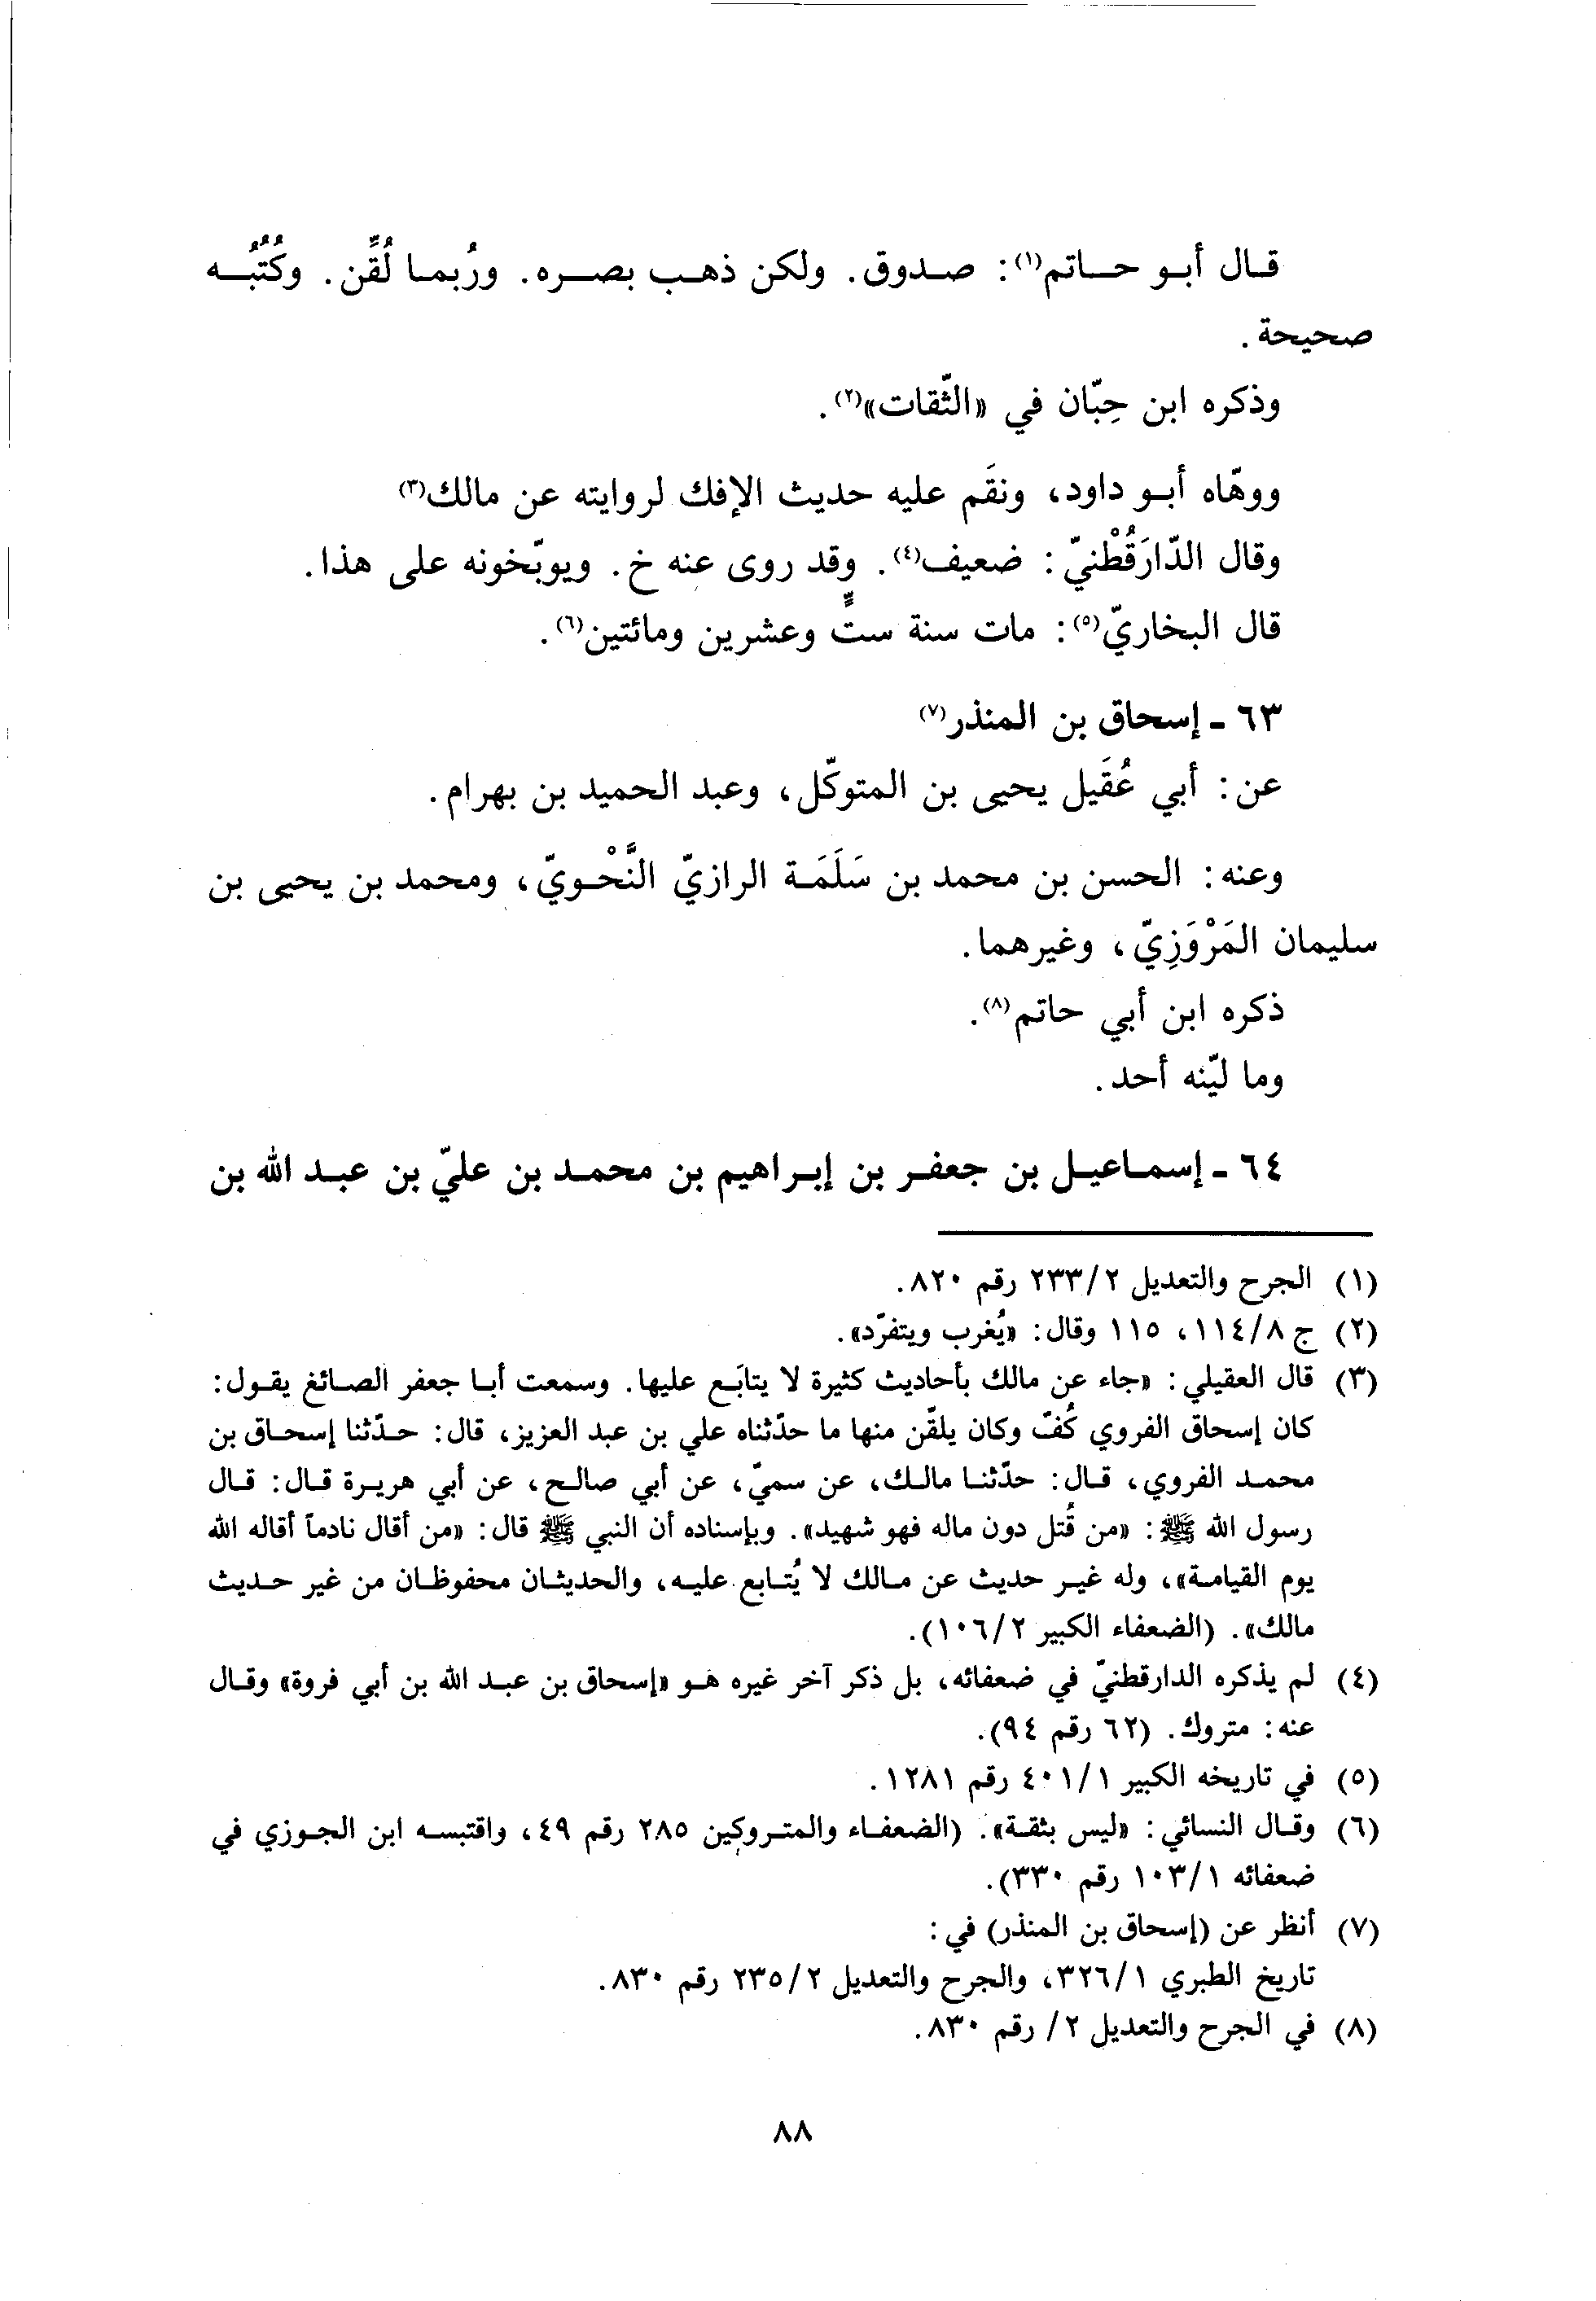 قال أبو حاتم(١): صدوق. ولكن ذهب بصره. ورُبما لُقِّن. وكُتُبُه
صحيحة.
وذكره ابن حِبّان في «الثّقات»(٢).
ووهّاه أبو داود، ونقَم عليه حديث الإفك لروايته عن مالك(٣)
وقال الدّارَقُطْنيّ: ضعيف(٤). وقد روى عنه خ. ويوبّخونه على هذا.
قال البخاريّ(٥): مات سنة ستٍّ وعشرين ومائتين(٦).
٦٣ ـ إسحاق بن المنذر(٧)
عن: أبي عُقَيل يحيى بن المتوكّل، وعبد الحميد بن بهرام.
وعنه: الحسن بن محمد بن سَلَمَة الرازيّ النَّحْويّ، ومحمد بن يحيى بن
سليمان المَرْوَزِيّ، وغيرهما.
ذكره ابن أبي حاتم(٨).
وما ليّنه أحد.
٦٤ ـ إسماعيل بن جعفر بن إبراهيم بن محمد بن عليّ بن عبد الله بن
(١) الجرح والتعديل ٢/ ٢٣٣ رقم ٨٢٠.
(٢) ج ٨/ ١١٤، ١١٥ وقال: «يُغرب ويتفرّد».
(٣) قال العقيلي: «جاء عن مالك بأحاديث كثيرة لا يتابَع عليها. وسمعت أبا جعفر الصائغ يقول:
كان إسحاق الفروي كُفّ وكان يلقّن منها ما حدّثناه علي بن عبد العزيز، قال: حدّثنا إسحاق بن
محمد الفروي، قال: حدّثنا مالك، عن سميّ، عن أبي صالح، عن أبي هريرة قال: قال
رسول الله ﷺ: «من قُتل دون ماله فهو شهيد». وبإسناده أن النبي ﷺ قال: «من أقال نادماً أقاله الله
يوم القيامة»، وله غير حديث عن مالك لا يُتابع عليه، والحديثان محفوظان من غير حديث
مالك». (الضعفاء الكبير ٢/ ١٠٦).
(٤) لم يذكره الدارقطنيّ في ضعفائه، بل ذكر آخر غيره هو «إسحاق بن عبد الله بن أبي فروة» وقال
عنه: متروك. (٦٢ رقم ٩٤).
(٥) في تاريخه الكبير ١/ ٤٠١ رقم ١٢٨١.
(٦) وقال النسائي: «ليس بثقة». (الضعفاء والمتروكين ٢٨٥ رقم ٤٩، واقتبسه ابن الجوزي في
ضعفائه ١/ ١٠٣ رقم ٣٣٠).
(٧) أنظر عن (إسحاق بن المنذر) في:
تاريخ الطبري ١/ ٣٢٦، والجرح والتعديل ٢/ ٢٣٥ رقم ٨٣٠.
(٨) في الجرح والتعديل ٢/ رقم ٨٣٠.
٨٨